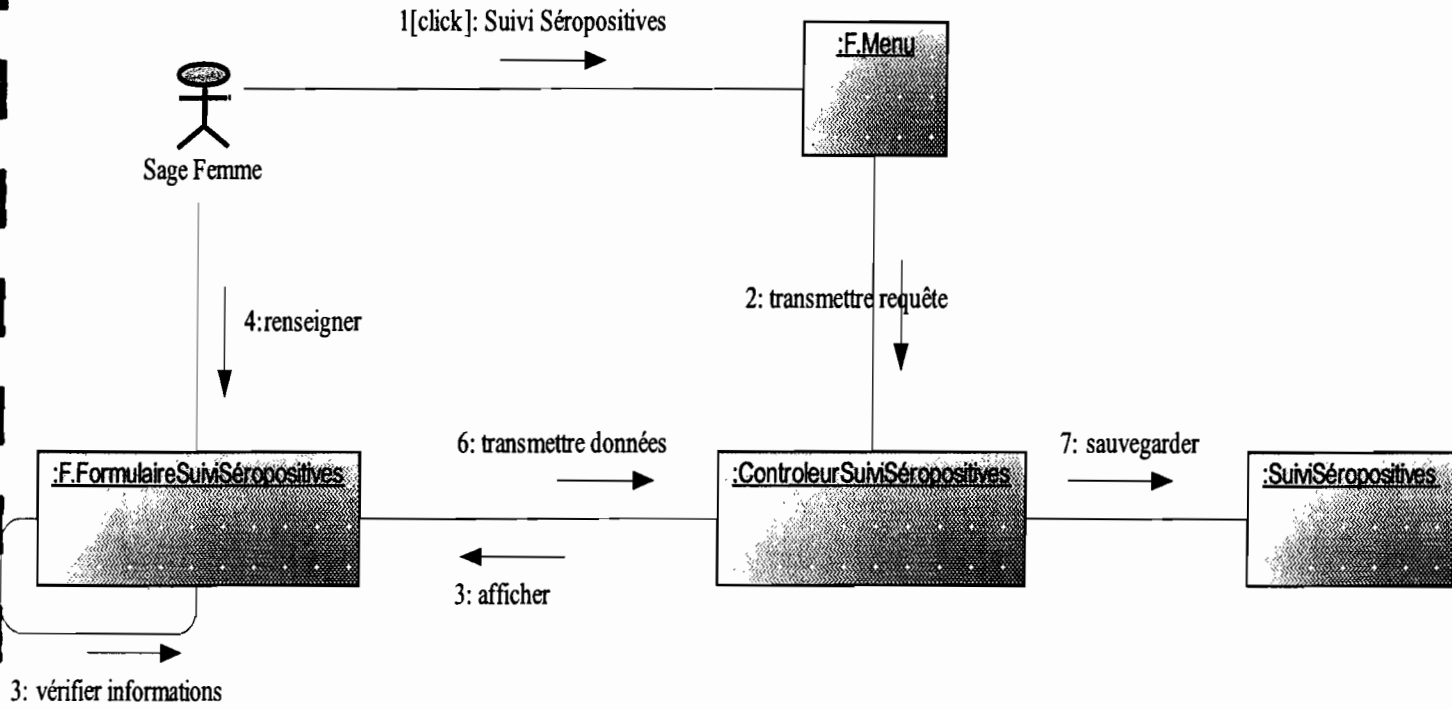 1[click]: Suivi Séropositives
:F.Menu
Sage Femme
2: transmettre requête
4:renseigner
6: transmettre données
7: sauvegarder
:F.FormulaireSuiviSéropositives
:ControleurSuiviSéropositives
:SuiviSéropositives
3: afficher
3: vérifier informations